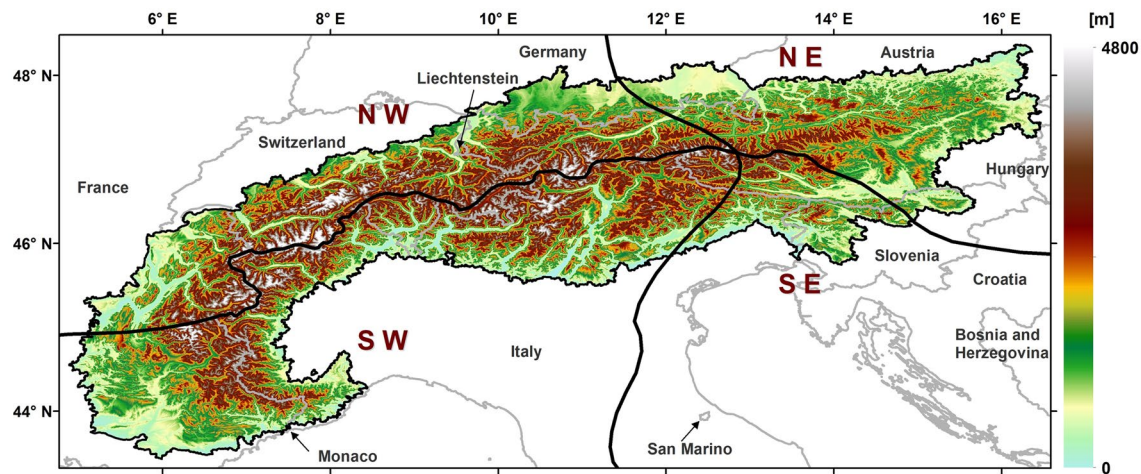 6° E 8° E 10° E 12° E 14° E 16° E [m]
48° N
46° N
44° N
Germany
N E
Austria
4800
Liechtenstein
N W
Switzerland
France
Hungary
Slovenia
S E
Croatia
S W
Italy
Bosnia and
Herzegovina
San Marino
Monaco
0